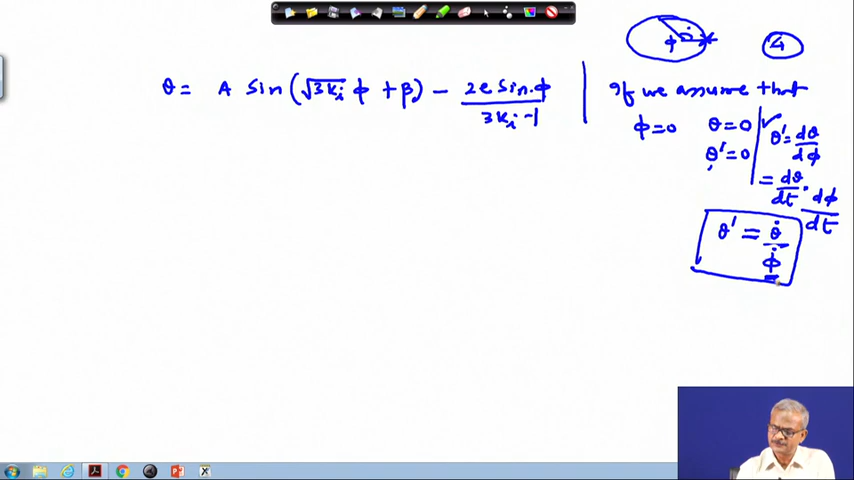 θ = A sin(√3kᵢ φ + β) − 2e sin φ / 3kᵢ − 1
φ
4
If we assume that
φ = 0 θ = 0
θ' = 0
θ' = dθ/dφ
= dθ/dt · dφ/dt
θ' = θ̇/φ̇